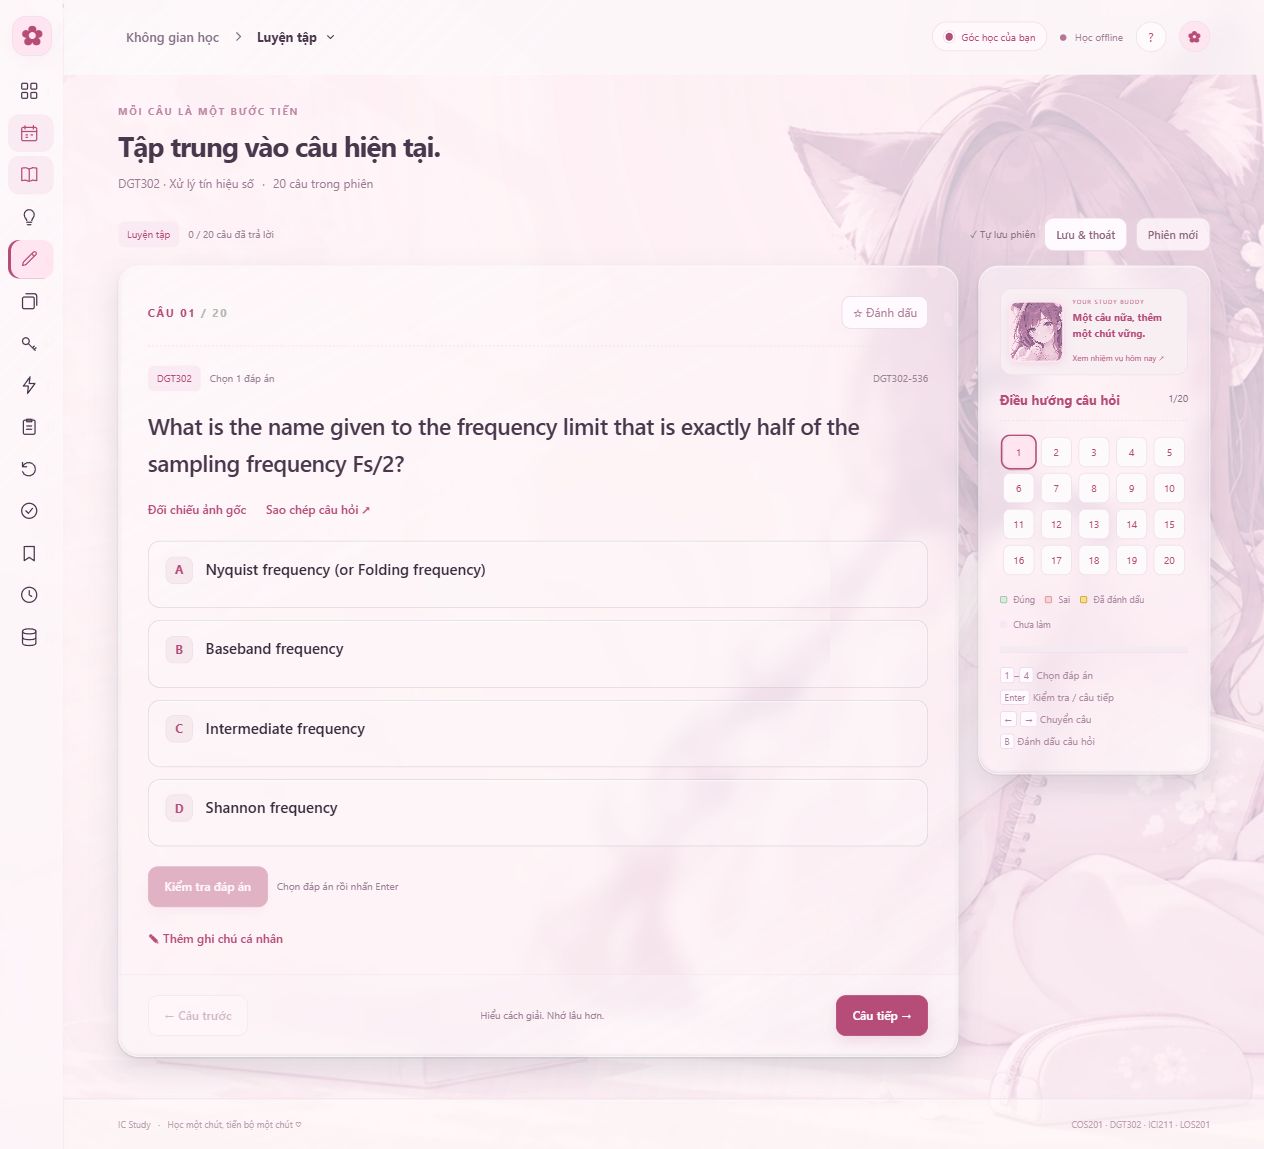 Không gian học > Luyện tập
Góc học của bạn
Học offline
?
MỖI CÂU LÀ MỘT BƯỚC TIẾN
Tập trung vào câu hiện tại.
DGT302 · Xử lý tín hiệu số · 20 câu trong phiên
Luyện tập 0 / 20 câu đã trả lời
✓ Tự lưu phiên Lưu & thoát Phiên mới
CÂU 01 / 20
☆ Đánh dấu
DGT302 Chọn 1 đáp án DGT302-536
What is the name given to the frequency limit that is exactly half of the
sampling frequency Fs/2?
Đối chiếu ảnh gốc Sao chép câu hỏi ↗
A Nyquist frequency (or Folding frequency)
B Baseband frequency
C Intermediate frequency
D Shannon frequency
Kiểm tra đáp án Chọn đáp án rồi nhấn Enter
✎ Thêm ghi chú cá nhân
← Câu trước Hiểu cách giải. Nhớ lâu hơn. Câu tiếp →
YOUR STUDY BUDDY
Một câu nữa, thêm
một chút vững.
Xem nhiệm vụ hôm nay ↗
Điều hướng câu hỏi 1/20
1 2 3 4 5
6 7 8 9 10
11 12 13 14 15
16 17 18 19 20
Đúng Sai Đã đánh dấu
Chưa làm
1 – 4 Chọn đáp án
Enter Kiểm tra / câu tiếp
← → Chuyển câu
B Đánh dấu câu hỏi
IC Study · Học một chút, tiến bộ một chút ♡
COS201 · DGT302 · ICI211 · LOS201